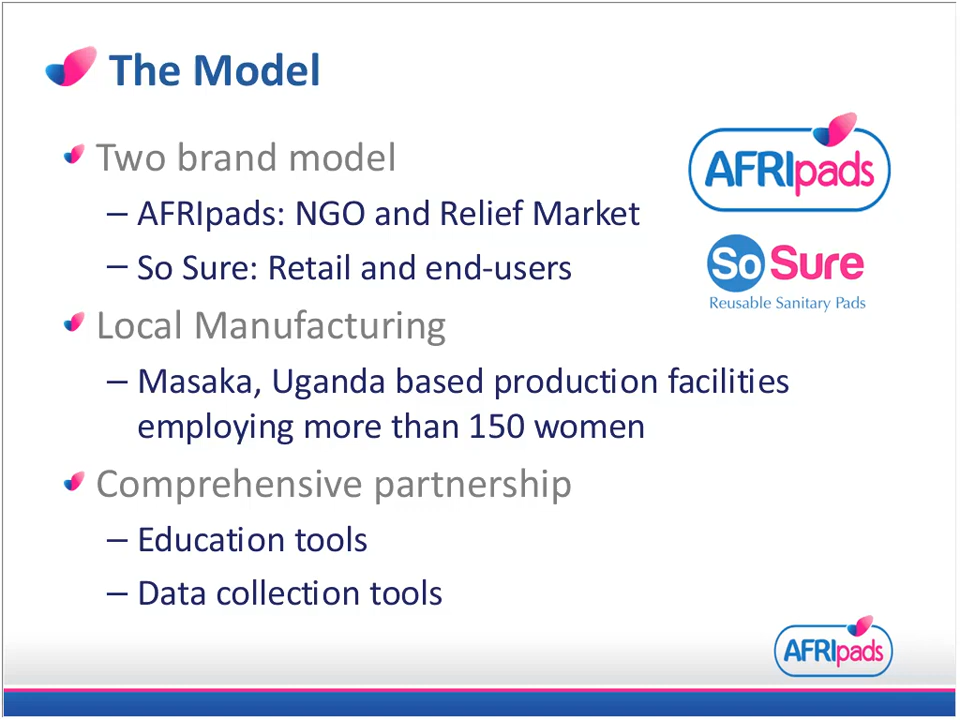 The Model
Two brand model
– AFRIpads: NGO and Relief Market
– So Sure: Retail and end-users
Local Manufacturing
– Masaka, Uganda based production facilities
employing more than 150 women
Comprehensive partnership
– Education tools
– Data collection tools
AFRIpads
So Sure
Reusable Sanitary Pads
AFRIpads